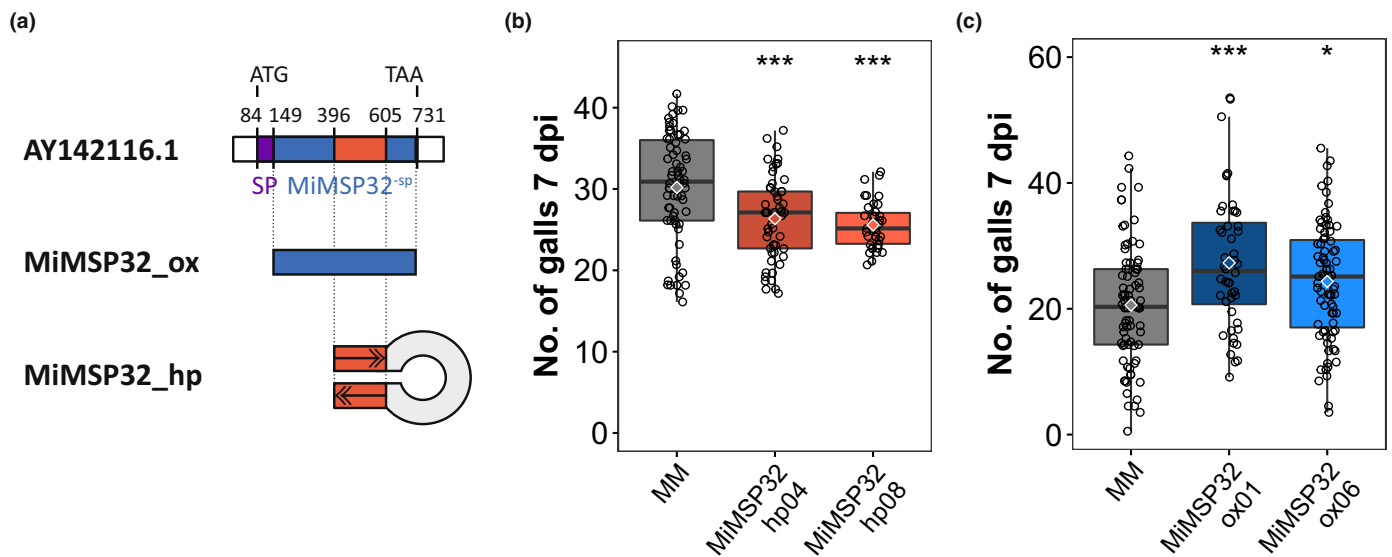 (a)
ATG TAA
84 149 396 605 731
AY142116.1
SP MiMSP32-sp
MiMSP32_ox
MiMSP32_hp
(b)
No. of galls 7 dpi
*** ***
40
30
20
10
0
MM
MiMSP32
hp04
MiMSP32
hp08
(c)
No. of galls 7 dpi
*** *
60
40
20
0
MM
MiMSP32
ox01
MiMSP32
ox06